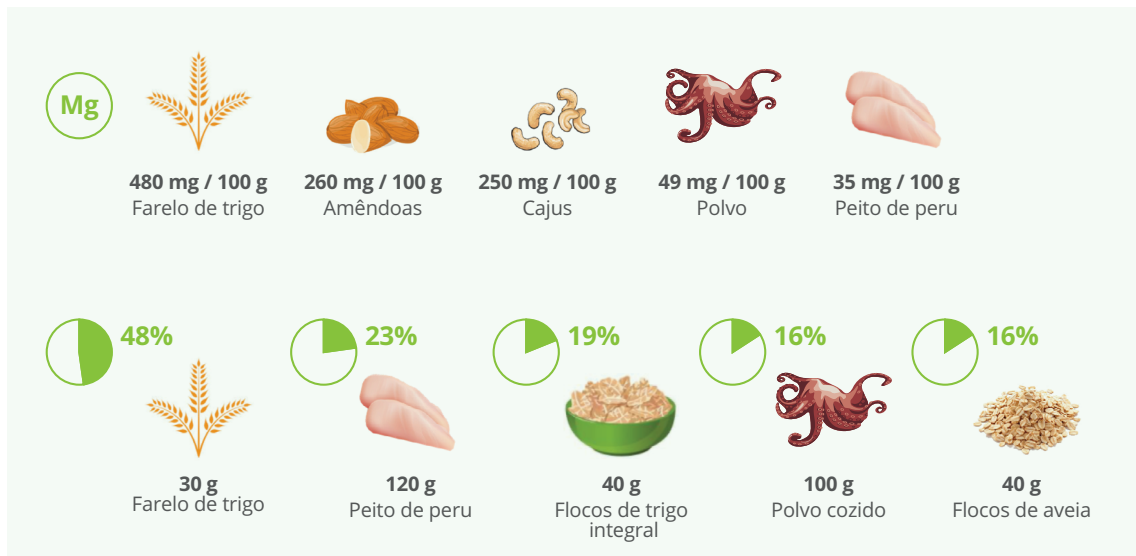 Mg
480 mg / 100 g
Farelo de trigo
260 mg / 100 g
Amêndoas
250 mg / 100 g
Cajus
49 mg / 100 g
Polvo
35 mg / 100 g
Peito de peru
48%
30 g
Farelo de trigo
23%
120 g
Peito de peru
19%
40 g
Flocos de trigo
integral
16%
100 g
Polvo cozido
16%
40 g
Flocos de aveia